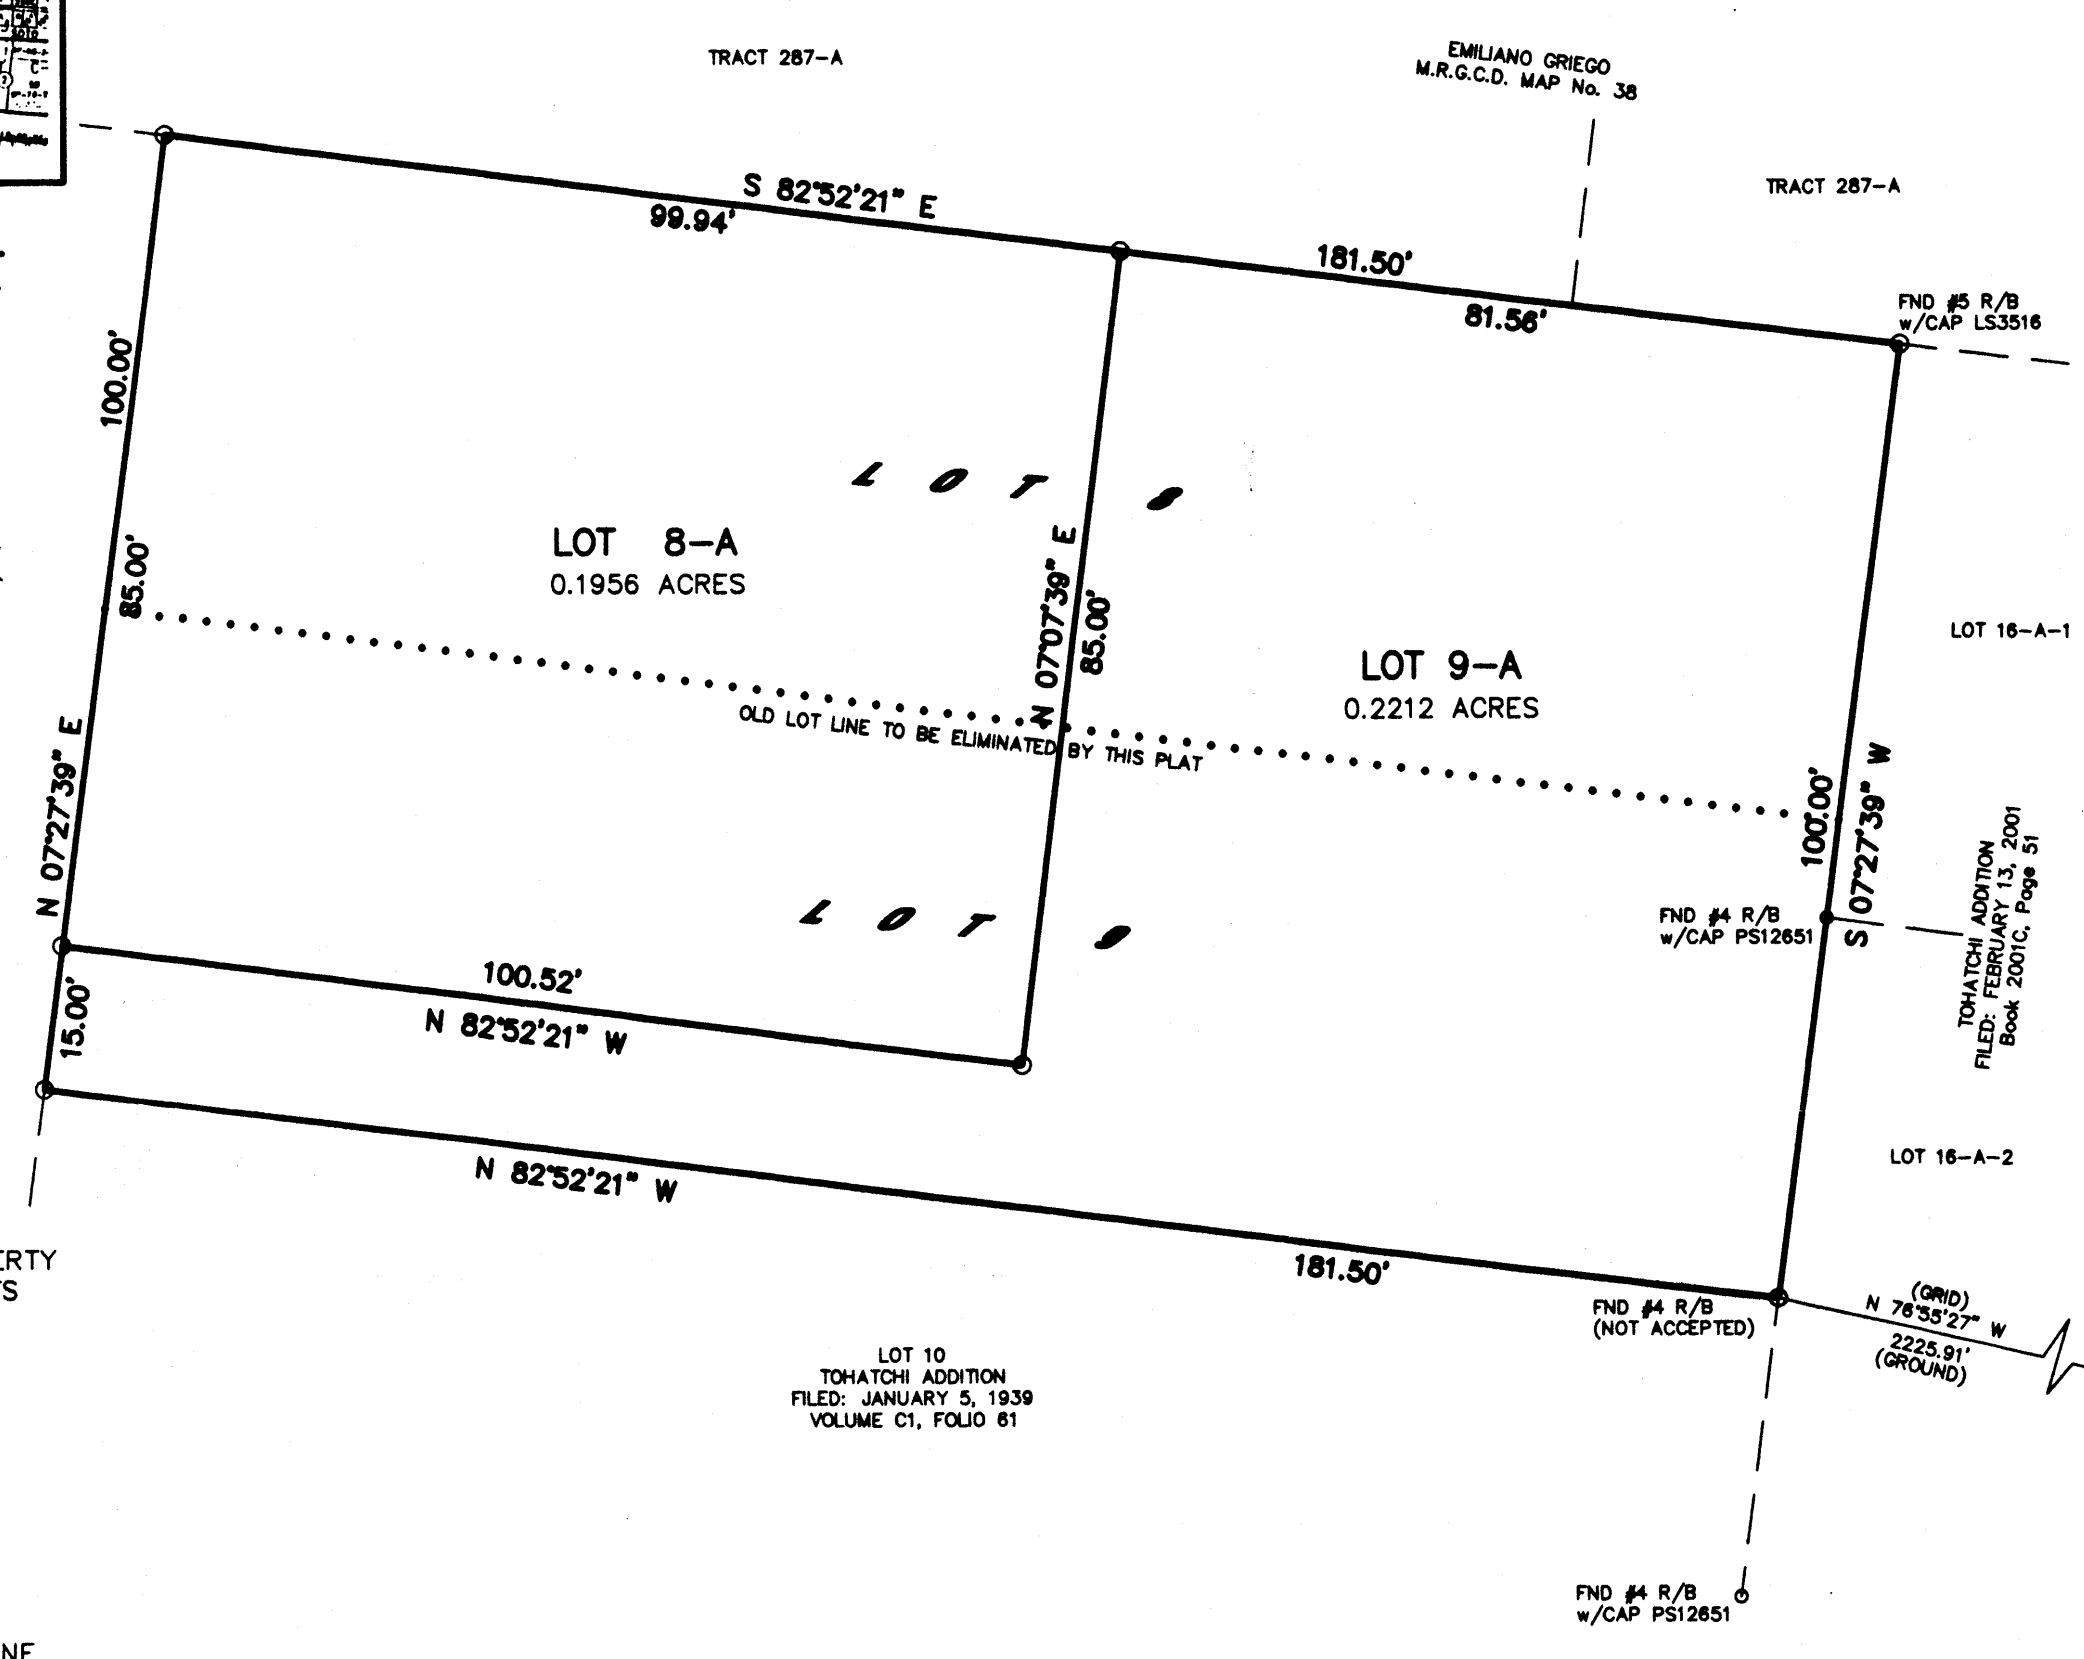 TRACT 287-A
EMILIANO GRIEGO
M.R.G.C.D. MAP No. 38
TRACT 287-A
S 82°52'21" E
99.94'
181.50'
81.56'
FND #5 R/B
w/CAP LS3516
100.00'
85.00'
N 07°27'39" E
15.00'
LOT 8
LOT 8-A
0.1956 ACRES
N 07°07'39" E
85.00'
LOT 9-A
0.2212 ACRES
LOT 16-A-1
OLD LOT LINE TO BE ELIMINATED BY THIS PLAT
100.00'
S 07°27'39" W
TOHATCHI ADDITION
FILED: FEBRUARY 13, 2001
Book 2001C, Page 51
LOT 9
FND #4 R/B
w/CAP PS12651
100.52'
N 82°52'21" W
LOT 16-A-2
N 82°52'21" W
181.50'
ERTY
TS
FND #4 R/B
(NOT ACCEPTED)
(GRID)
N 76°55'27" W
2225.91'
(GROUND)
LOT 10
TOHATCHI ADDITION
FILED: JANUARY 5, 1939
VOLUME C1, FOLIO 61
FND #4 R/B
w/CAP PS12651
NE